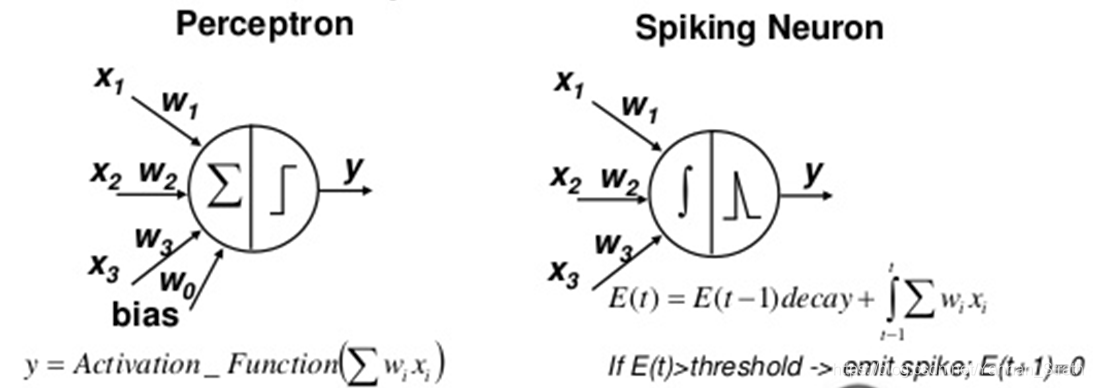 Perceptron
x1
w1
x2 w2
w3
x3
w0
bias
Σ
y
y = Activation_Function(∑ wixi)
Spiking Neuron
x1
w1
x2 w2
w3
x3
∫
y
E(t) = E(t−1)decay + ∫t−1t ∑ wixi
If E(t)>threshold -> emit spike; E(t+1)=0